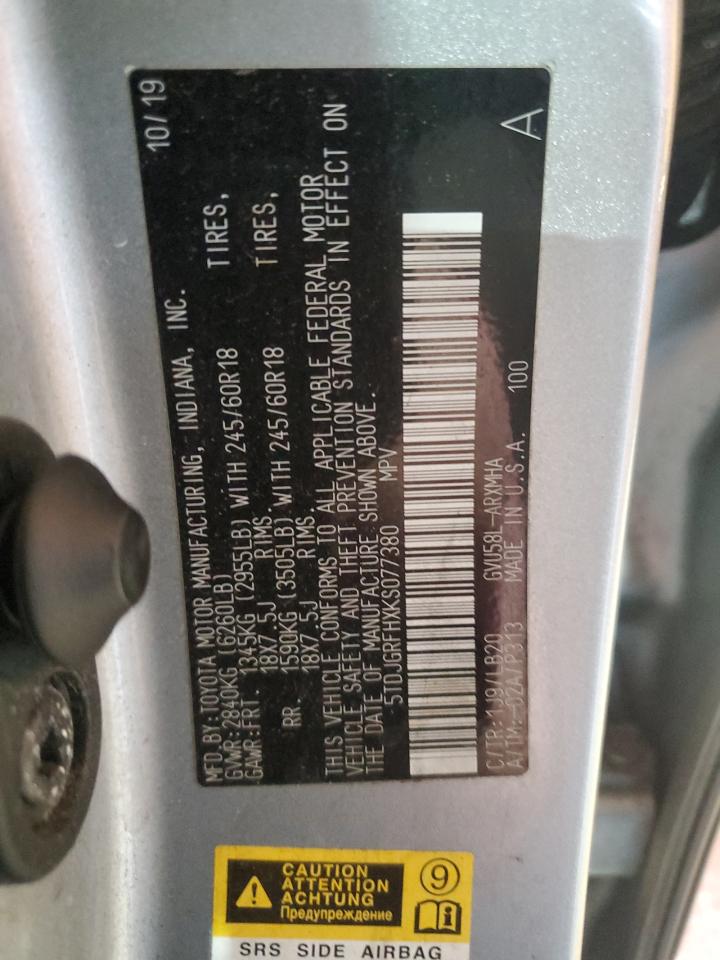 MFD.BY:TOYOTA MOTOR MANUFACTURING, INDIANA, INC. 10/19
GVWR:2840KG (6260LB)
GAWR:FRT. 1345KG (2955LB) WITH 245/60R18 TIRES,
18X7.5J RIMS
RR 1590KG (3505LB) WITH 245/60R18 TIRES,
18X7.5J RIMS
THIS VEHICLE CONFORMS TO ALL APPLICABLE FEDERAL MOTOR
VEHICLE SAFETY AND THEFT PREVENTION STANDARDS IN EFFECT ON
THE DATE OF MANUFACTURE SHOWN ABOVE.
5TDJGRFHXKS077380 MPV
C/TR:1J9/LB20 GVU58L-ARXMHA
A/TM:-02A/P313 MADE IN U.S.A. 100
A
CAUTION
ATTENTION
ACHTUNG
Предупреждение
9
i
SRS SIDE AIRBAG